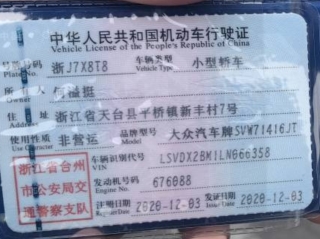 中华人民共和国机动车行驶证
Vehicle License of the People's Republic of China
号牌号码 浙J7X8T8 车辆类型 小型轿车
Plate No. Vehicle Type
所有人
Owner
住 址 浙江省天台县平桥镇新丰村7号
Address
使用性质 非营运 品牌型号 大众汽车牌SVW71416JT
Use Character Model
车辆识别代号
VIN
发动机号码 676088
Engine No.
浙江省台州
市公安局交
通警察支队
注册日期 2020-12-03 发证日期 2020-12-03
Register Date Issue Date